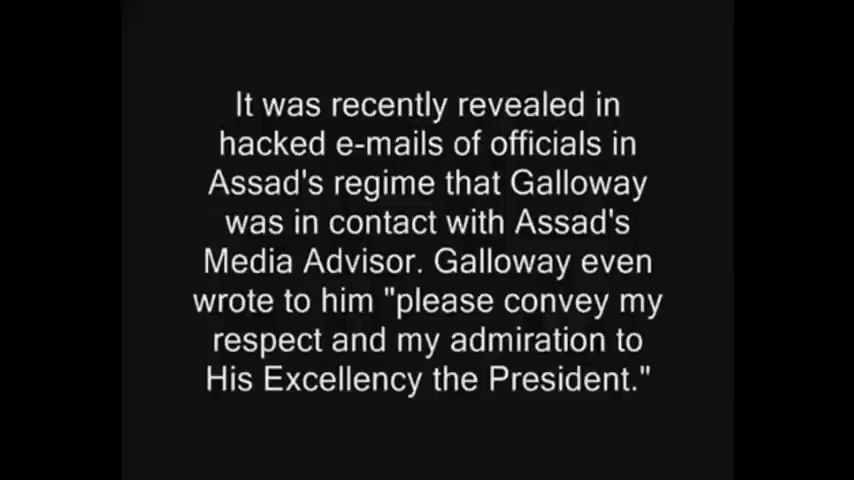 It was recently revealed in
hacked e-mails of officials in
Assad's regime that Galloway
was in contact with Assad's
Media Advisor. Galloway even
wrote to him "please convey my
respect and my admiration to
His Excellency the President."